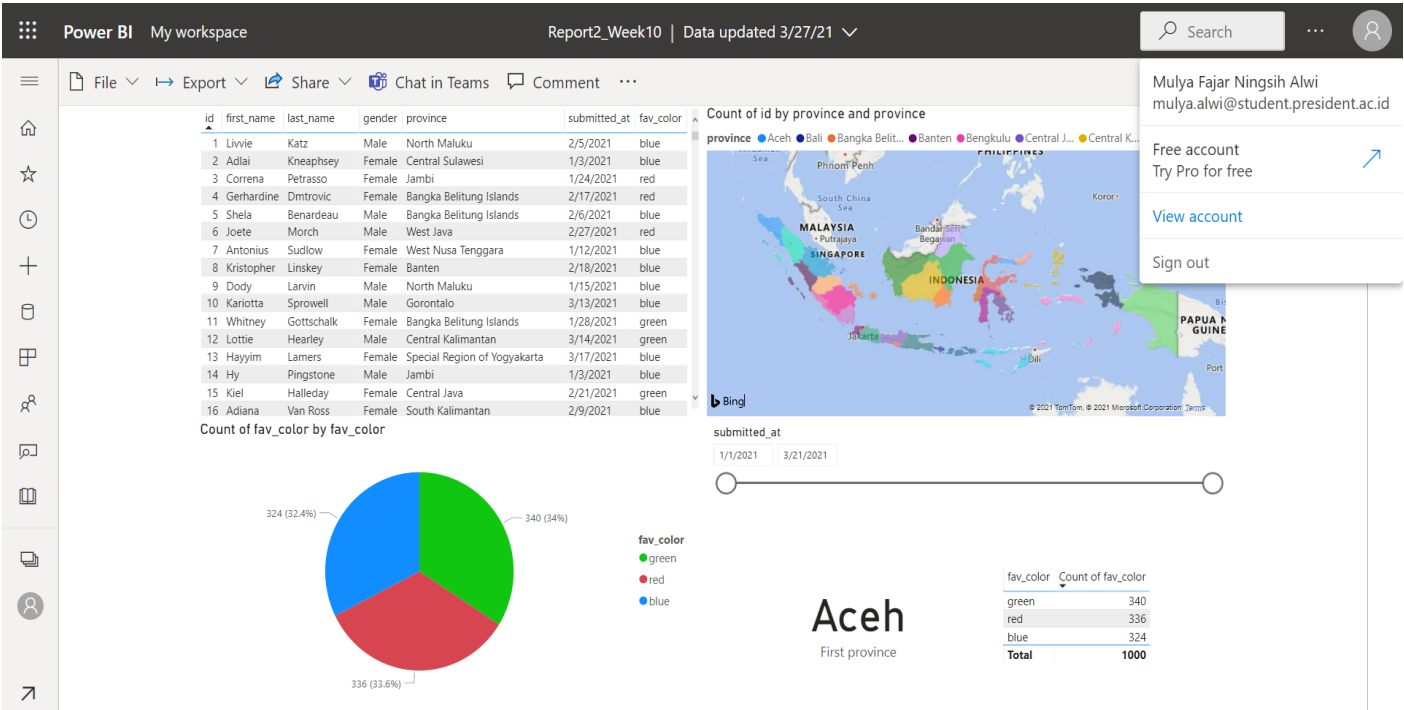 Power BI My workspace
Report2_Week10 | Data updated 3/27/21
Search
File Export Share Chat in Teams Comment
Mulya Fajar Ningsih Alwi
mulya.alwi@student.president.ac.id
Free account
Try Pro for free
View account
Sign out
id first_name last_name gender province submitted_at fav_color
1 Livvie Katz Male North Maluku 2/5/2021 blue
2 Adlai Kneaphsey Female Central Sulawesi 1/3/2021 blue
3 Correna Petrasso Female Jambi 1/24/2021 red
4 Gerhardine Dmtrovic Female Bangka Belitung Islands 2/17/2021 red
5 Shela Benardeau Male Bangka Belitung Islands 2/6/2021 blue
6 Joete Morch Male West Java 2/27/2021 red
7 Antonius Sudlow Female West Nusa Tenggara 1/12/2021 blue
8 Kristopher Linskey Female Banten 2/18/2021 blue
9 Dody Larvin Male North Maluku 1/15/2021 blue
10 Kariotta Sprowell Male Gorontalo 3/13/2021 blue
11 Whitney Gottschalk Female Bangka Belitung Islands 1/28/2021 green
12 Lottie Hearley Male Central Kalimantan 3/14/2021 green
13 Hayyim Lamers Female Special Region of Yogyakarta 3/17/2021 blue
14 Hy Pingstone Male Jambi 1/3/2021 blue
15 Kiel Halleday Female Central Java 2/21/2021 green
16 Adiana Van Ross Female South Kalimantan 2/9/2021 blue
Count of id by province and province
province Aceh Bali Bangka Belit... Banten Bengkulu Central J... Central K...
PHILIPPINES
Sea
Phnom Penh
South China
Sea
Koror
MALAYSIA
Putrajaya
Bandar Seri
Begawan
SINGAPORE
INDONESIA
PAPUA N
GUINE
Jakarta
Dili
Port
Bing
© 2021 TomTom, © 2021 Microsoft Corporation Terms
Count of fav_color by fav_color
324 (32.4%)
340 (34%)
336 (33.6%)
fav_color
green
red
blue
submitted_at
1/1/2021 3/21/2021
Aceh
First province
fav_color Count of fav_color
green 340
red 336
blue 324
Total 1000